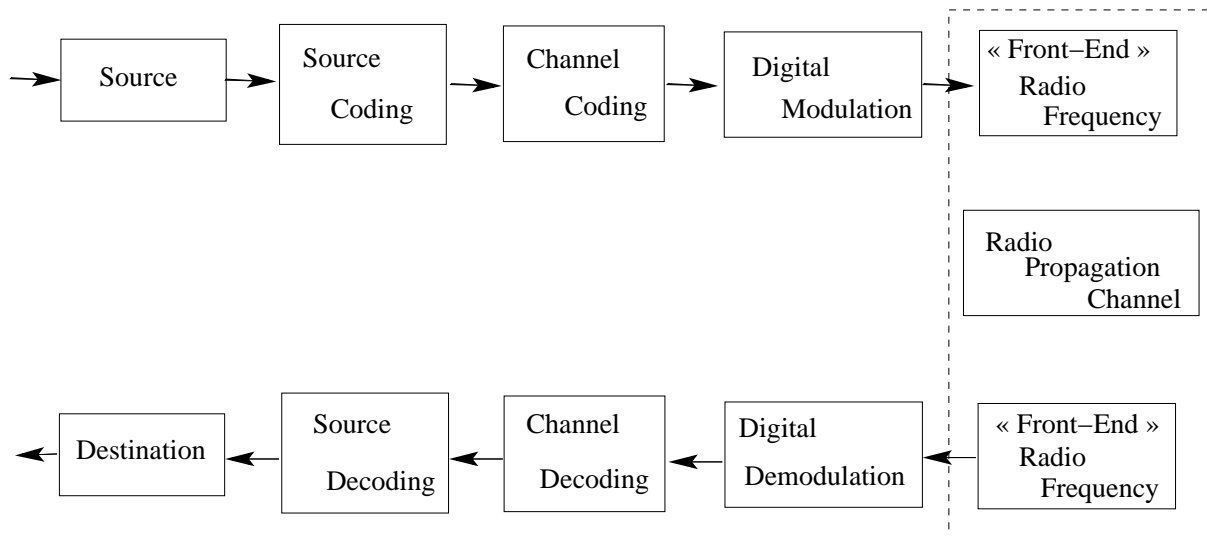 Source
Source
Coding
Channel
Coding
Digital
Modulation
« Front−End »
Radio
Frequency
Radio
Propagation
Channel
Destination
Source
Decoding
Channel
Decoding
Digital
Demodulation
« Front−End »
Radio
Frequency